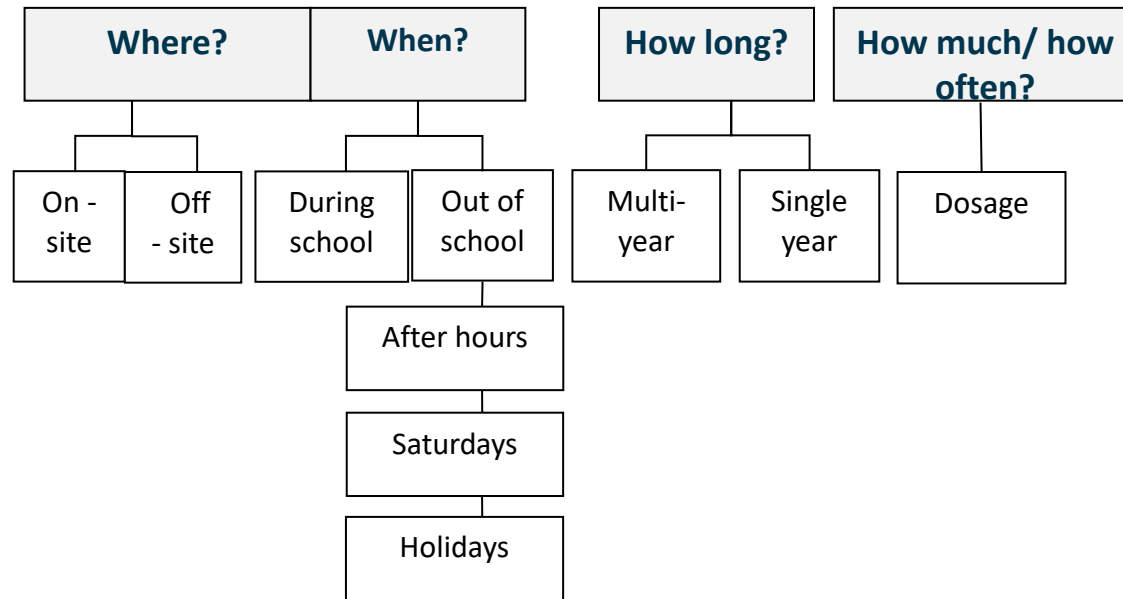 Where?
When?
How long?
How much/ how
often?
On -
site
Off
- site
During
school
Out of
school
Multi-
year
Single
year
Dosage
After hours
Saturdays
Holidays